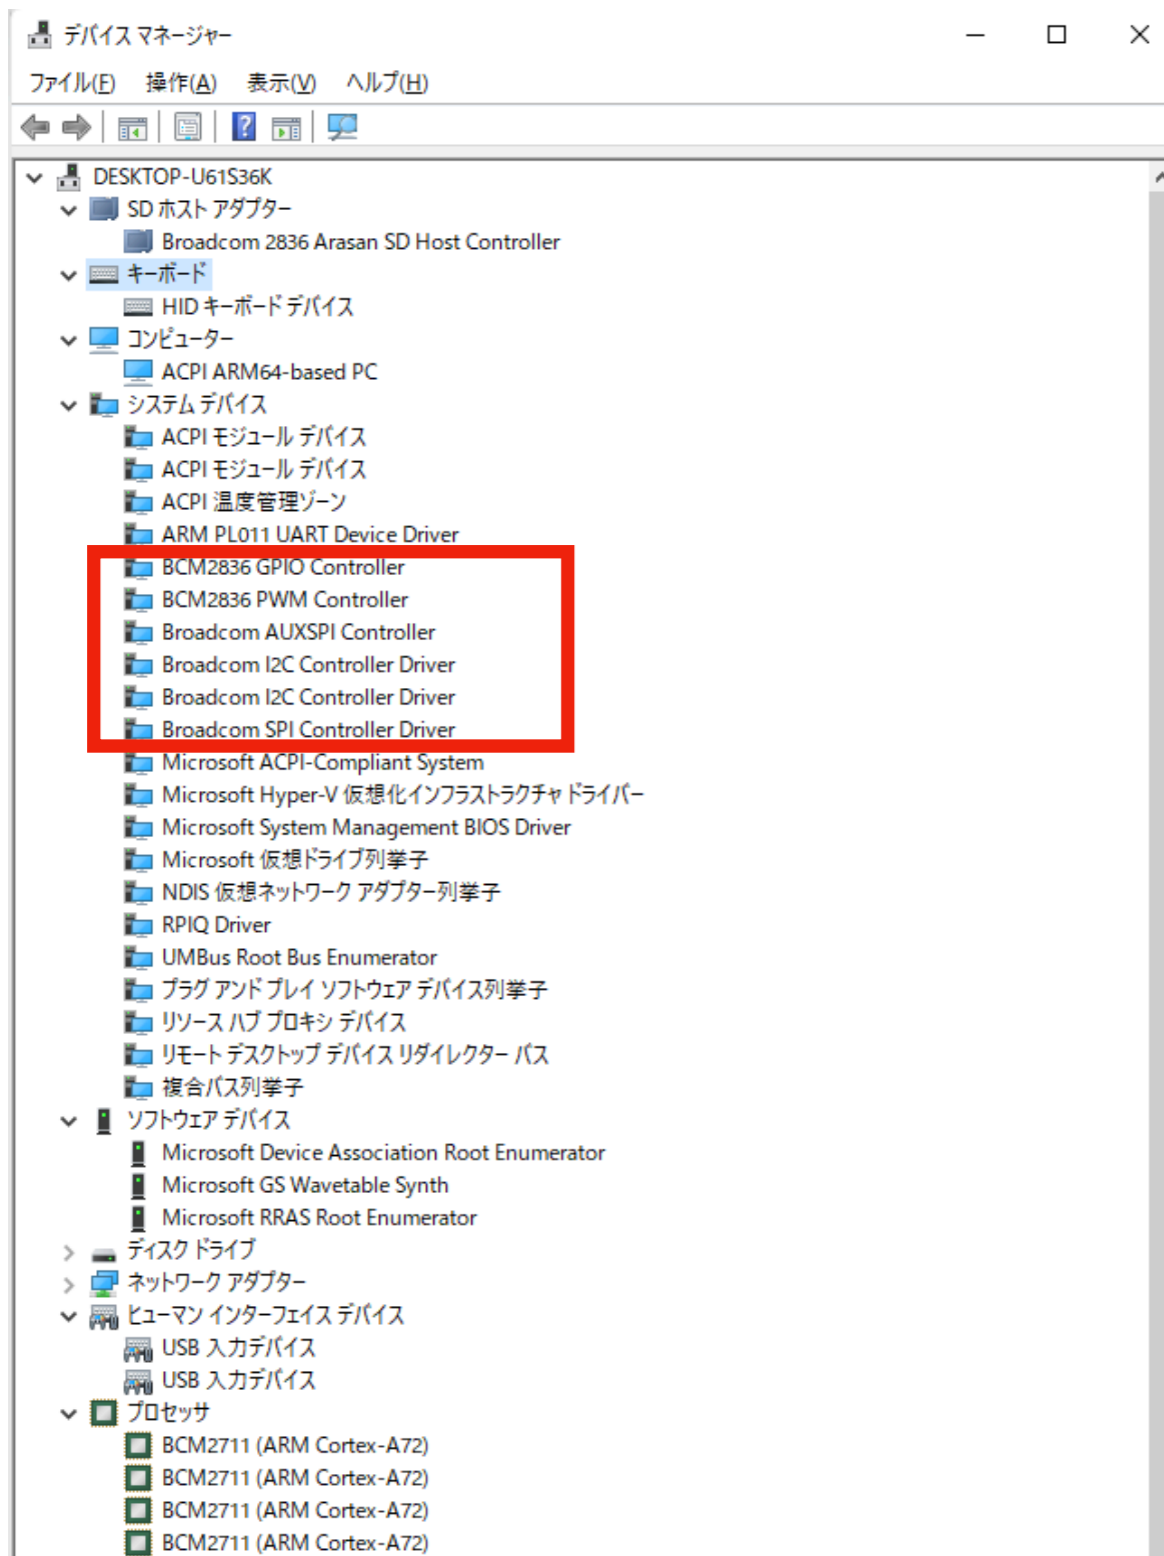 デバイス マネージャー
ファイル(F) 操作(A) 表示(V) ヘルプ(H)
DESKTOP-U61S36K
SD ホスト アダプター
Broadcom 2836 Arasan SD Host Controller
キーボード
HID キーボード デバイス
コンピューター
ACPI ARM64-based PC
システム デバイス
ACPI モジュール デバイス
ACPI モジュール デバイス
ACPI 温度管理ゾーン
ARM PL011 UART Device Driver
BCM2836 GPIO Controller
BCM2836 PWM Controller
Broadcom AUXSPI Controller
Broadcom I2C Controller Driver
Broadcom I2C Controller Driver
Broadcom SPI Controller Driver
Microsoft ACPI-Compliant System
Microsoft Hyper-V 仮想化インフラストラクチャ ドライバー
Microsoft System Management BIOS Driver
Microsoft 仮想ドライブ列挙子
NDIS 仮想ネットワーク アダプター列挙子
RPIQ Driver
UMBus Root Bus Enumerator
プラグ アンド プレイ ソフトウェア デバイス列挙子
リソース ハブ プロキシ デバイス
リモート デスクトップ デバイス リダイレクター バス
複合バス列挙子
ソフトウェア デバイス
Microsoft Device Association Root Enumerator
Microsoft GS Wavetable Synth
Microsoft RRAS Root Enumerator
ディスク ドライブ
ネットワーク アダプター
ヒューマン インターフェイス デバイス
USB 入力デバイス
USB 入力デバイス
プロセッサ
BCM2711 (ARM Cortex-A72)
BCM2711 (ARM Cortex-A72)
BCM2711 (ARM Cortex-A72)
BCM2711 (ARM Cortex-A72)